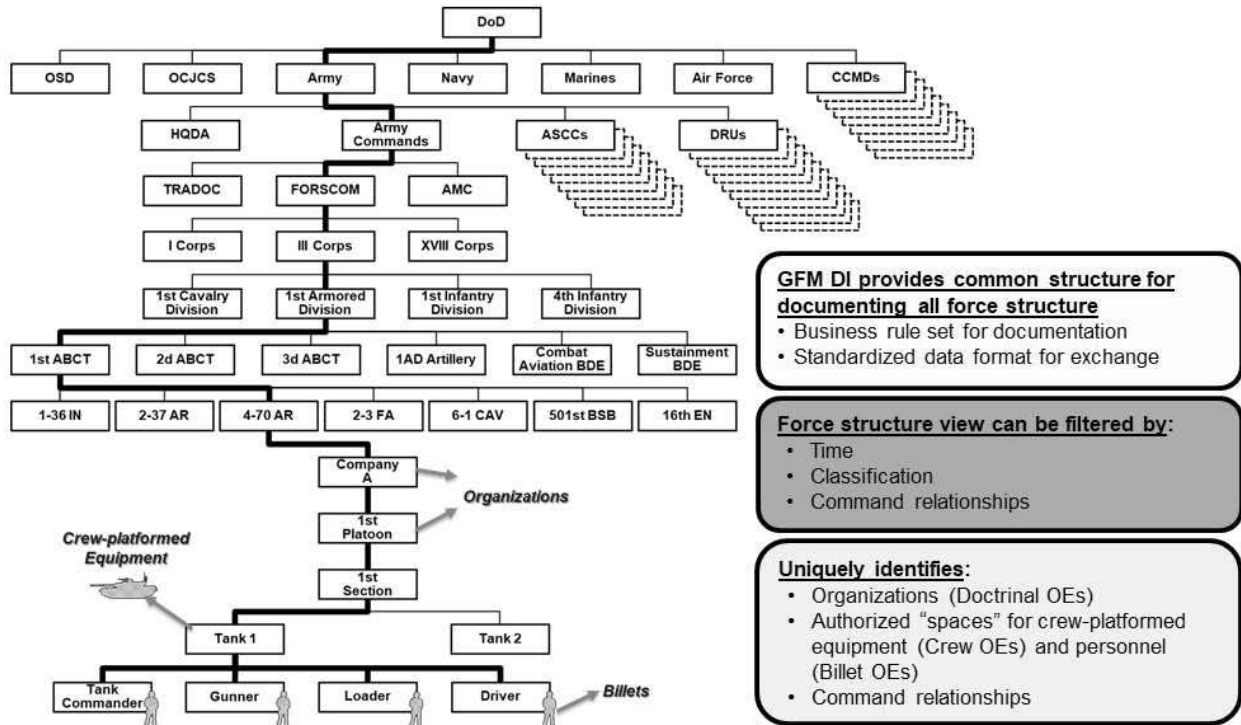 DoD
OSD
OCJCS
Army
Navy
Marines
Air Force
CCMDs
HQDA
Army
Commands
ASCCs
DRUs
TRADOC
FORSCOM
AMC
I Corps
III Corps
XVIII Corps
1st Cavalry
Division
1st Armored
Division
1st Infantry
Division
4th Infantry
Division
1st ABCT
2d ABCT
3d ABCT
1AD Artillery
Combat
Aviation BDE
Sustainment
BDE
1-36 IN
2-37 AR
4-70 AR
2-3 FA
6-1 CAV
501st BSB
16th EN
Company
A
Organizations
1st
Platoon
Crew-platformed
Equipment
1st
Section
Tank 1
Tank 2
Tank
Commander
Gunner
Loader
Driver
Billets
GFM DI provides common structure for
documenting all force structure
• Business rule set for documentation
• Standardized data format for exchange
Force structure view can be filtered by:
• Time
• Classification
• Command relationships
Uniquely identifies:
• Organizations (Doctrinal OEs)
• Authorized “spaces” for crew-platformed
equipment (Crew OEs) and personnel
(Billet OEs)
• Command relationships